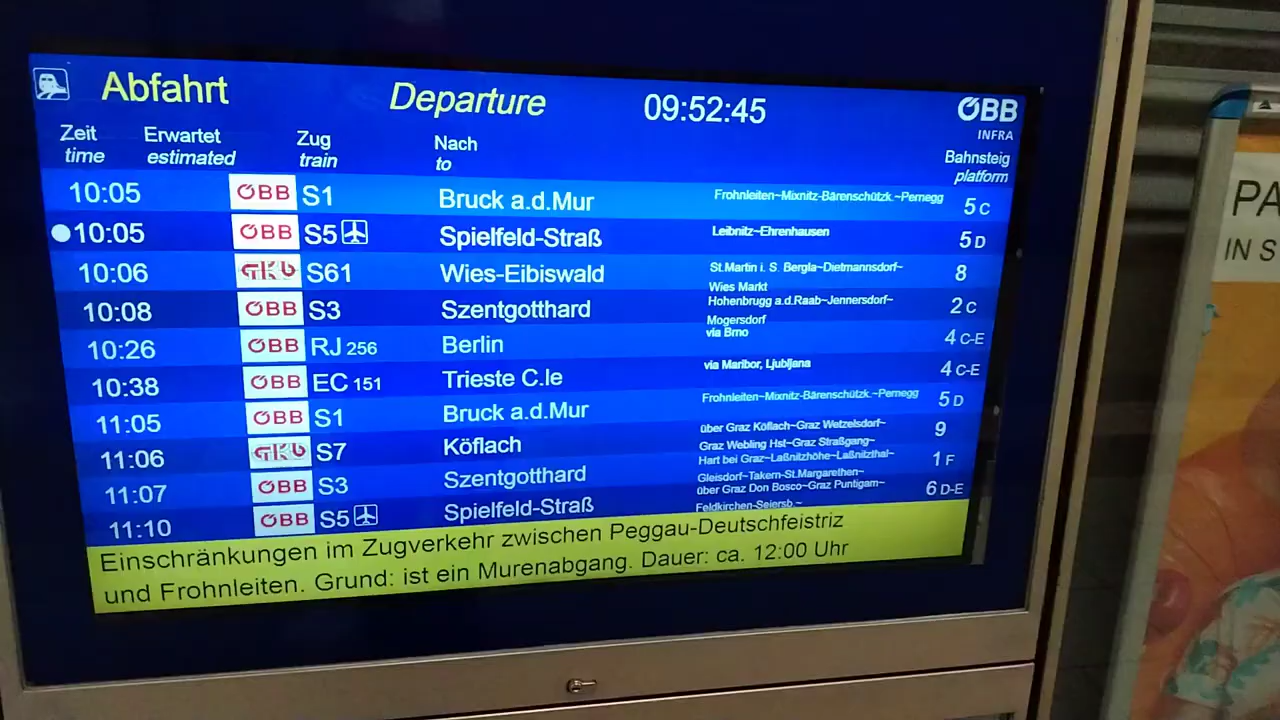 Abfahrt Departure 09:52:45 ÖBB
INFRA
Zeit Erwartet Zug Nach Bahnsteig
time estimated train to platform
10:05 ÖBB S1 Bruck a.d.Mur Frohnleiten~Mixnitz-Bärenschützk.~Pernegg 5 C
10:05 ÖBB S5 Spielfeld-Straß Leibnitz~Ehrenhausen 5 D
10:06 GKB S61 Wies-Eibiswald St.Martin i. S. Bergla~Dietmannsdorf~ 8
Wies Markt
10:08 ÖBB S3 Szentgotthard Hohenbrugg a.d.Raab~Jennersdorf~ 2 C
Mogersdorf
10:26 ÖBB RJ 256 Berlin via Brno 4 C-E
10:38 ÖBB EC 151 Trieste C.le via Maribor, Ljubljana 4 C-E
11:05 ÖBB S1 Bruck a.d.Mur Frohnleiten~Mixnitz-Bärenschützk.~Pernegg 5 D
11:06 GKB S7 Köflach über Graz Köflach~Graz Wetzelsdorf~ 9
Graz Webling Hst~Graz Straßgang~
11:07 ÖBB S3 Szentgotthard Hart bei Graz~Laßnitzhöhe~Laßnitzthal~ 1 F
Gleisdorf~Takern-St.Margarethen~
11:10 ÖBB S5 Spielfeld-Straß über Graz Don Bosco~Graz Puntigam~ 6 D-E
Feldkirchen-Seiersb.~
Einschränkungen im Zugverkehr zwischen Peggau-Deutschfeistriz
und Frohnleiten. Grund: ist ein Murenabgang. Dauer: ca. 12:00 Uhr
PA
IN S